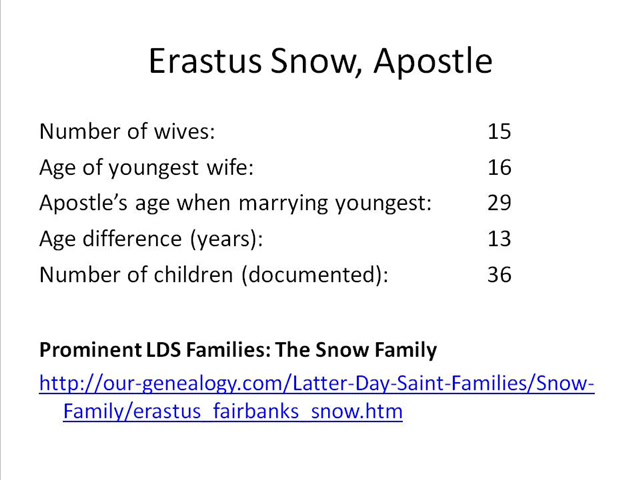 Erastus Snow, Apostle
Number of wives: 15
Age of youngest wife: 16
Apostle’s age when marrying youngest: 29
Age difference (years): 13
Number of children (documented): 36
Prominent LDS Families: The Snow Family
http://our-genealogy.com/Latter-Day-Saint-Families/Snow-
Family/erastus_fairbanks_snow.htm